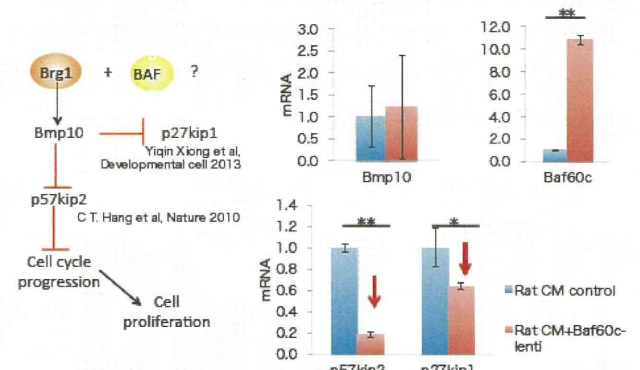 Brg1 + BAF ?
Bmp10 p27kip1
Yiqin Xiong et al,
Developmental cell 2013
p57kip2
C T. Hang et al, Nature 2010
Cell cycle
progression
Cell
proliferation
mRNA
3.0
2.5
2.0
1.5
1.0
0.5
0.0
Bmp10
**
12.0
10.0
8.0
6.0
4.0
2.0
0.0
Baf60c
mRNA
1.4
1.2
1.0
0.8
0.6
0.4
0.2
0.0
** *
p57kip2 p27kip1
Rat CM control
Rat CM+Baf60c-
lenti